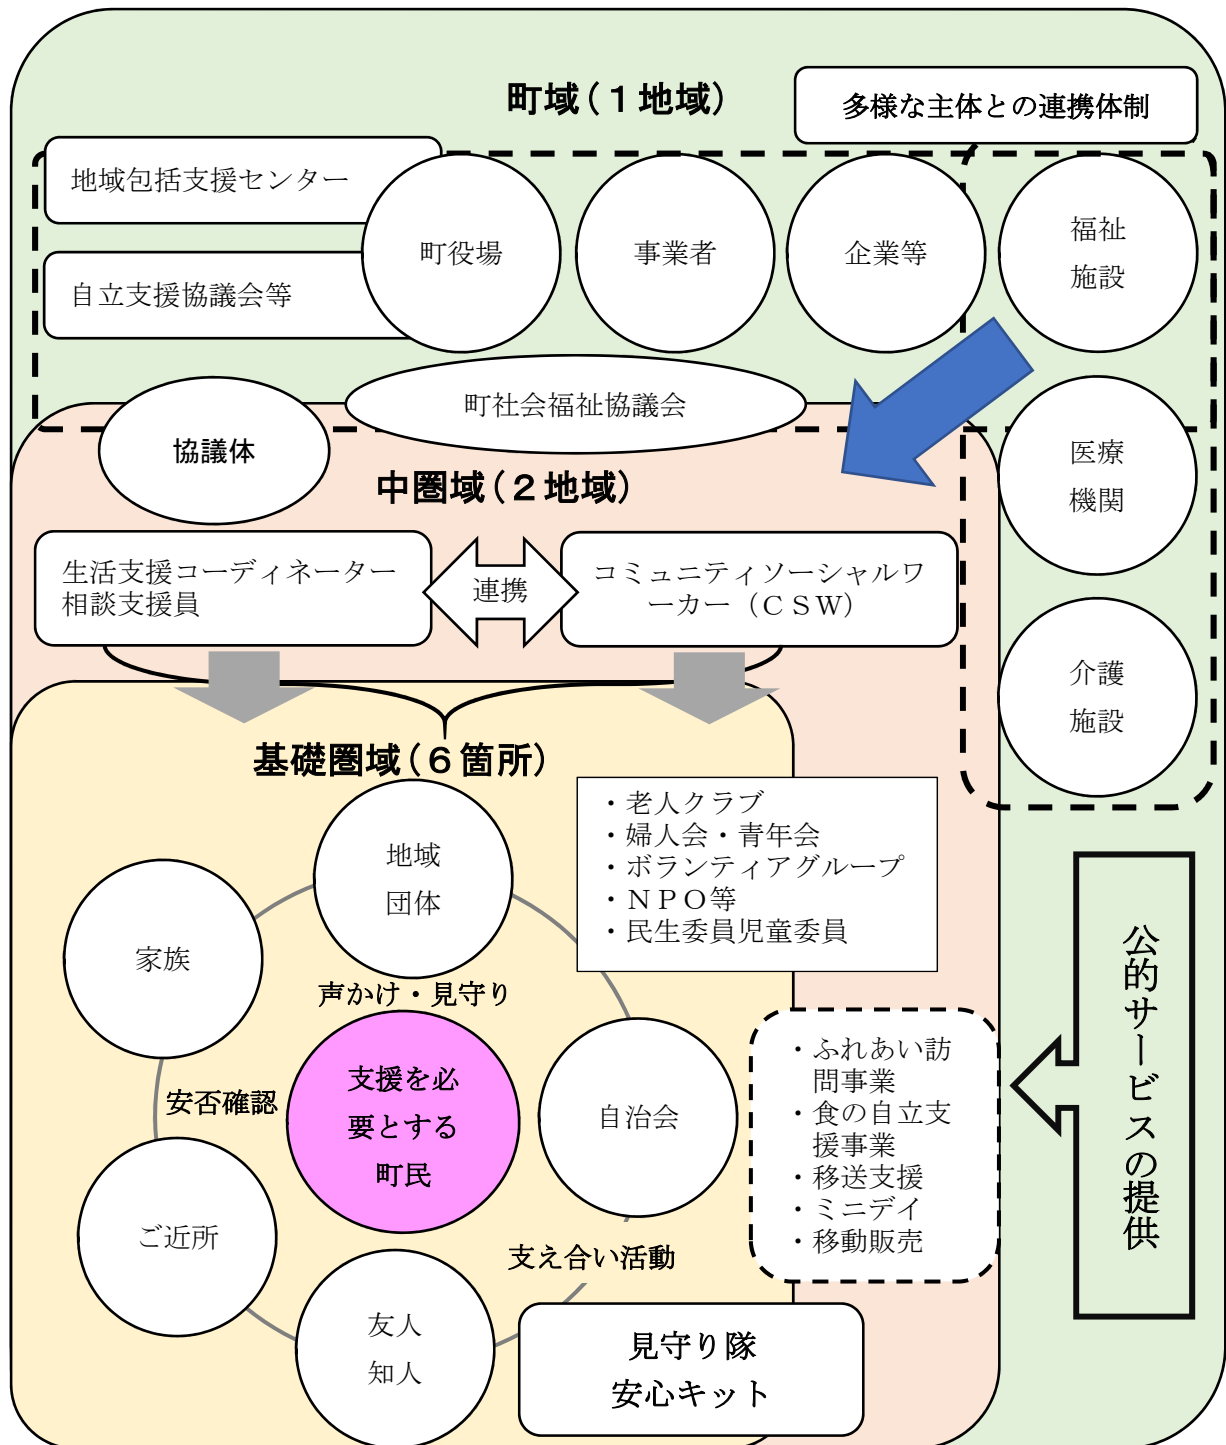 町域(１地域)
多様な主体との連携体制
地域包括支援センター
自立支援協議会等
町役場
事業者
企業等
福祉
施設
町社会福祉協議会
協議体
医療
機関
中圏域(２地域)
生活支援コーディネーター
相談支援員
連携
コミュニティソーシャルワ
ーカー（ＣＳＷ）
介護
施設
基礎圏域(６箇所)
・老人クラブ
・婦人会・青年会
・ボランティアグループ
・ＮＰＯ等
・民生委員児童委員
地域
団体
家族
声かけ・見守り
支援を必
要とする
町民
安否確認
自治会
ご近所
支え合い活動
友人
知人
・ふれあい訪
問事業
・食の自立支
援事業
・移送支援
・ミニデイ
・移動販売
公的サービスの提供
見守り隊
安心キット